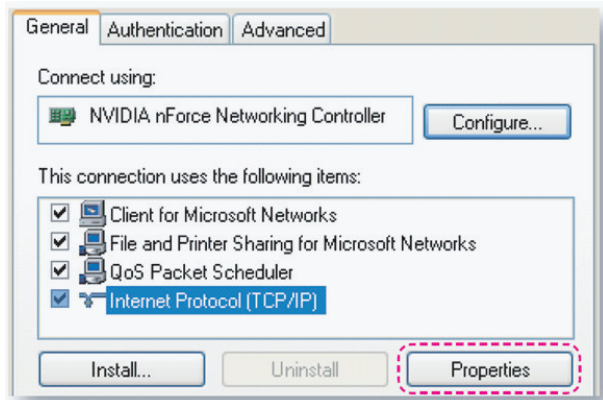 General Authentication Advanced
Connect using:
NVIDIA nForce Networking Controller Configure...
This connection uses the following items:
Client for Microsoft Networks
File and Printer Sharing for Microsoft Networks
QoS Packet Scheduler
Internet Protocol (TCP/IP)
Install... Uninstall Properties